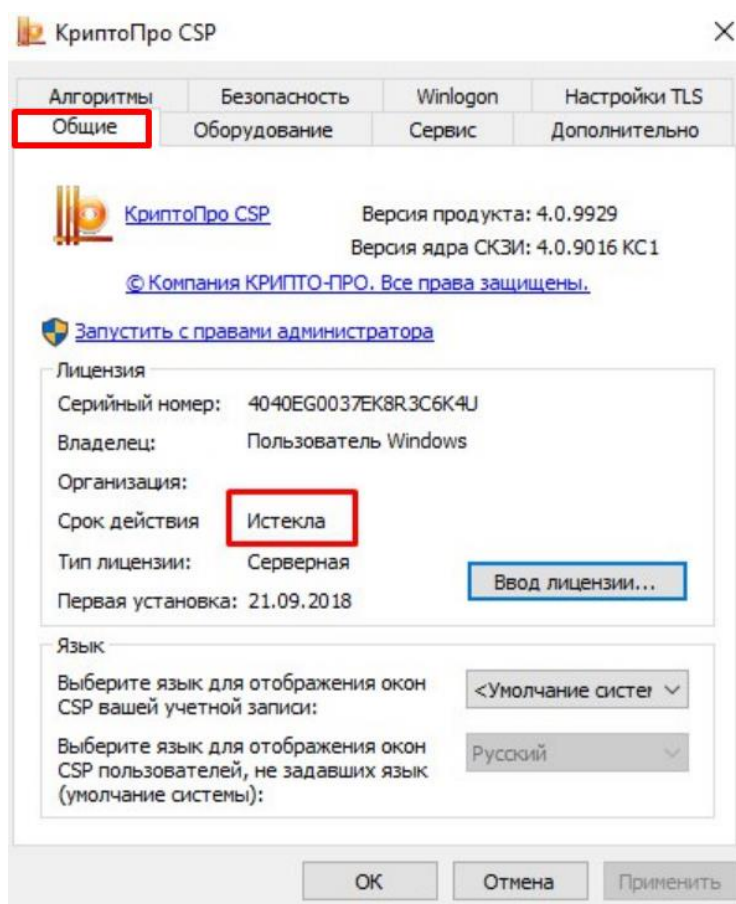 КриптоПро CSP
Алгоритмы Безопасность Winlogon Настройки TLS
Общие Оборудование Сервис Дополнительно
КриптоПро CSP Версия продукта: 4.0.9929
Версия ядра СКЗИ: 4.0.9016 КС1
© Компания КРИПТО-ПРО. Все права защищены.
Запустить с правами администратора
Лицензия
Серийный номер: 4040EG0037EK8R3C6K4U
Владелец: Пользователь Windows
Организация:
Срок действия Истекла
Тип лицензии: Серверная
Ввод лицензии...
Первая установка: 21.09.2018
Язык
Выберите язык для отображения окон
CSP вашей учетной записи:
<Умолчание систег
Выберите язык для отображения окон
CSP пользователей, не задавших язык
(умолчание системы):
Русский
ОК Отмена Применить